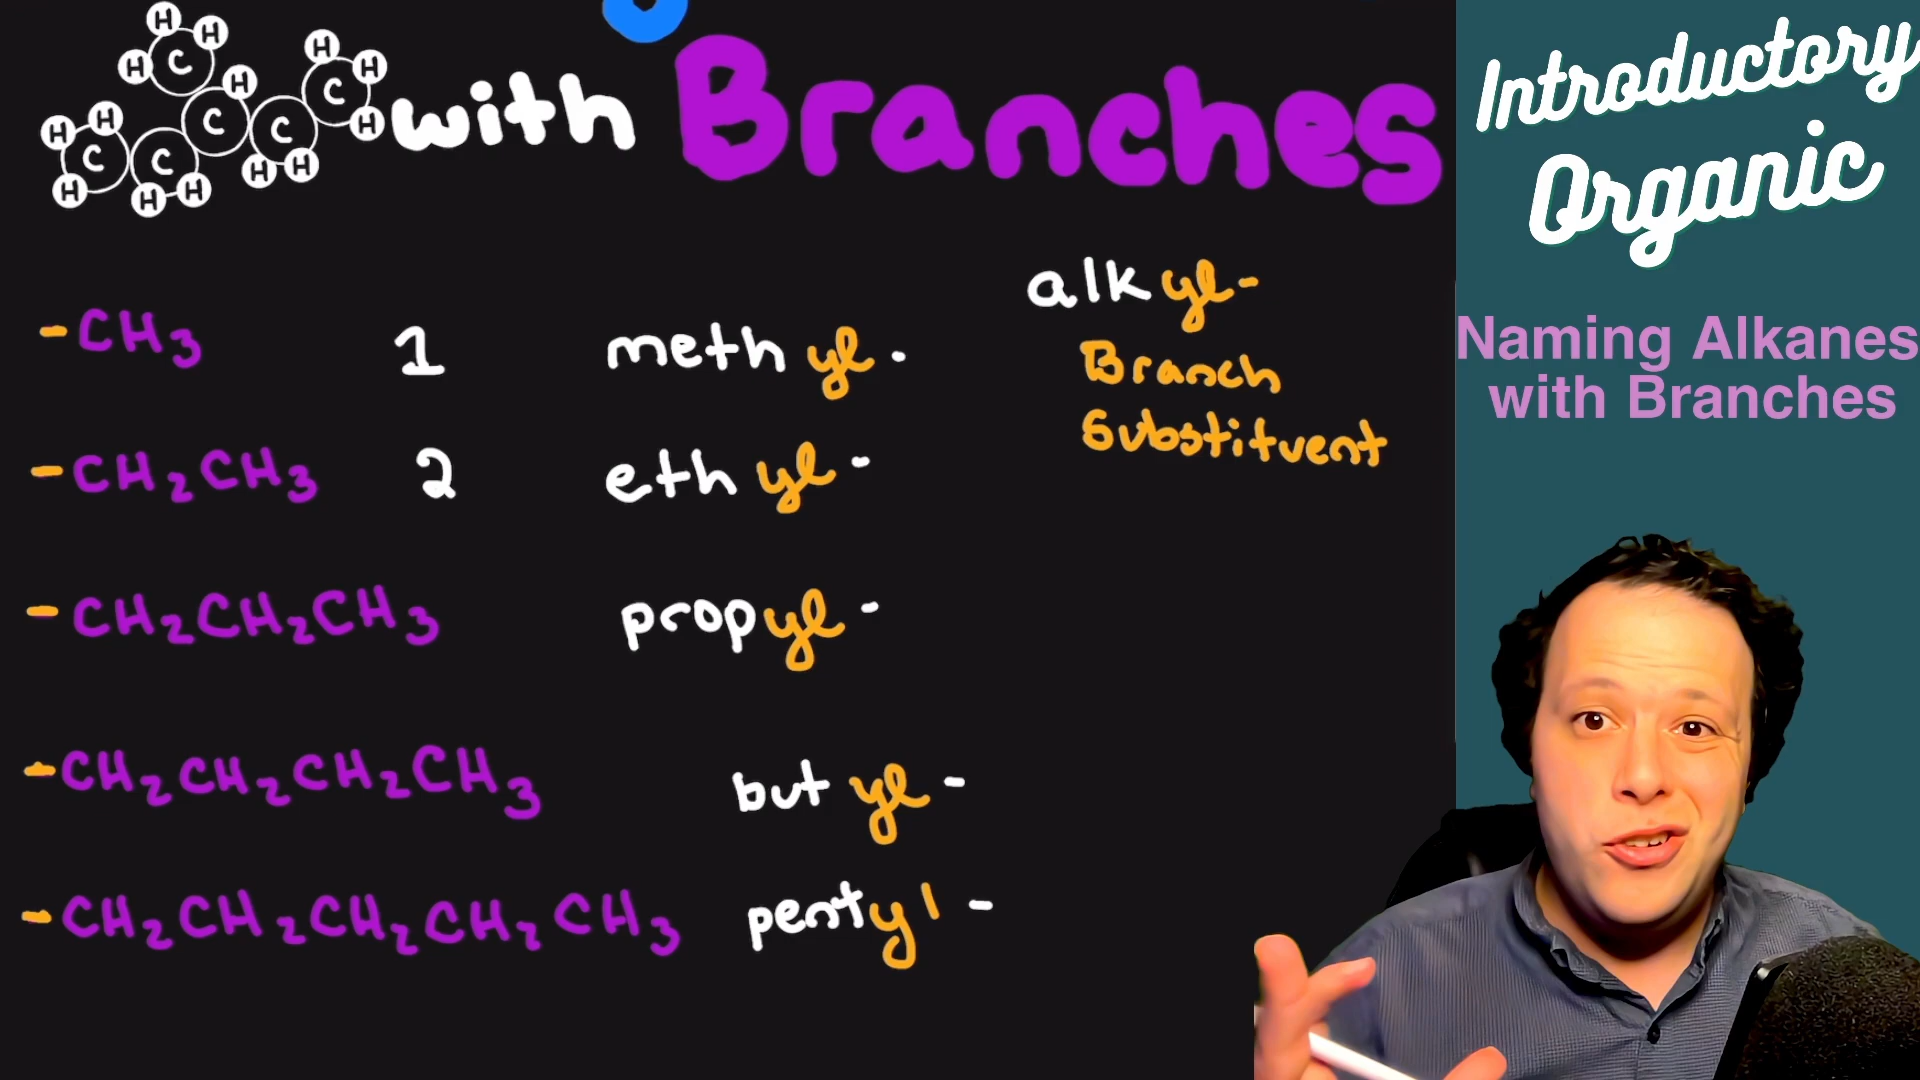 with Branches
-CH3 1 methyl-
-CH2CH3 2 ethyl-
-CH2CH2CH3 propyl-
-CH2CH2CH2CH3 butyl-
-CH2CH2CH2CH2CH3 pentyl-
alkyl-
Branch
Substituent
Introductory
Organic
Naming Alkanes
with Branches
H
H
H
C
H
H
H
H
C
H
H
C
C
H
H
C
C
H
H
H
H
H